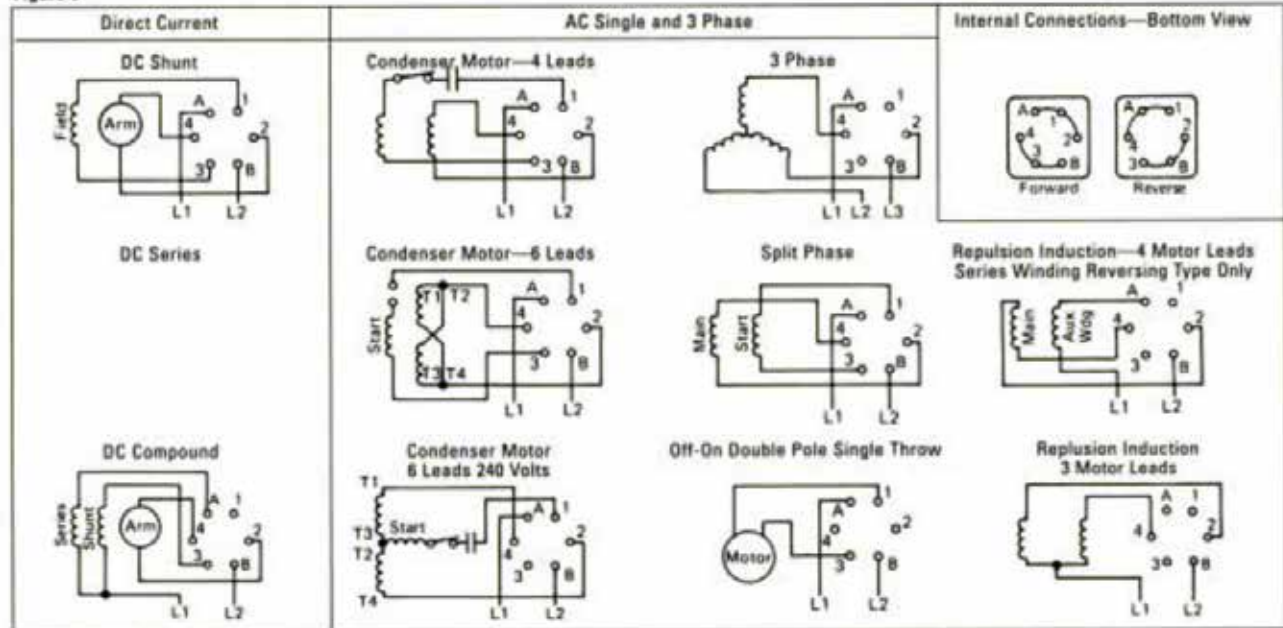 Direct Current
AC Single and 3 Phase
Internal Connections—Bottom View
DC Shunt
Field
Arm
A
1
4
2
3
B
L1
L2
Condenser Motor—4 Leads
A
1
4
2
3
B
L1
L2
3 Phase
A
1
4
2
3
B
L1
L2
L3
A
1
1
4
2
3
B
Forward
A
1
2
4
3
B
Reverse
DC Series
Condenser Motor—6 Leads
Start
T1
T2
T3
T4
A
1
4
2
3
B
L1
L2
Split Phase
Main
Start
A
1
4
2
3
B
L1
L2
Repulsion Induction—4 Motor Leads
Series Winding Reversing Type Only
Main
Aux
Wdg
A
1
4
2
3
B
L1
L2
DC Compound
Series
Shunt
Arm
A
1
4
2
3
B
L1
L2
Condenser Motor
6 Leads 240 Volts
T1
T3
T2
T4
Start
A
1
4
2
3
B
L1
L2
Off-On Double Pole Single Throw
Motor
A
1
4
2
3
B
L1
L2
Replusion Induction
3 Motor Leads
A
1
4
2
3
B
L1
L2